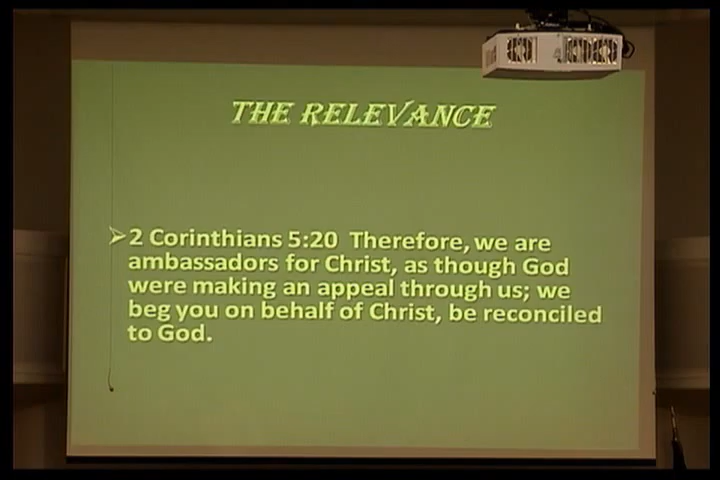 THE RELEVANCE
2 Corinthians 5:20 Therefore, we are
ambassadors for Christ, as though God
were making an appeal through us; we
beg you on behalf of Christ, be reconciled
to God.